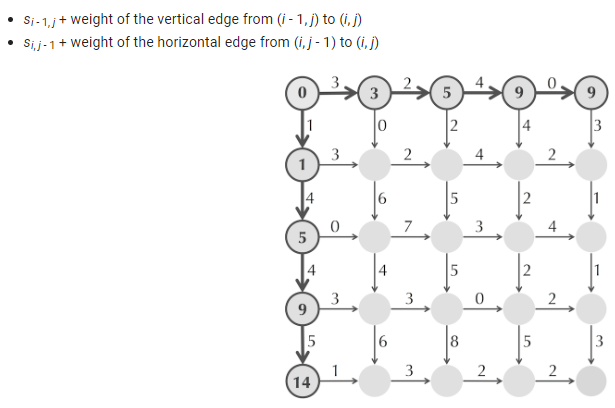 • s i - 1, j + weight of the vertical edge from (i - 1, j) to (i, j)
• s i, j - 1 + weight of the horizontal edge from (i, j - 1) to (i, j)
0 3 3 2 5 4 9 0 9
1 0 2 4 3
1 3 2 4 2
4 6 5 2 1
5 0 7 3 4
4 4 5 2 1
9 3 3 0 2
5 6 8 5 3
14 1 3 2 2